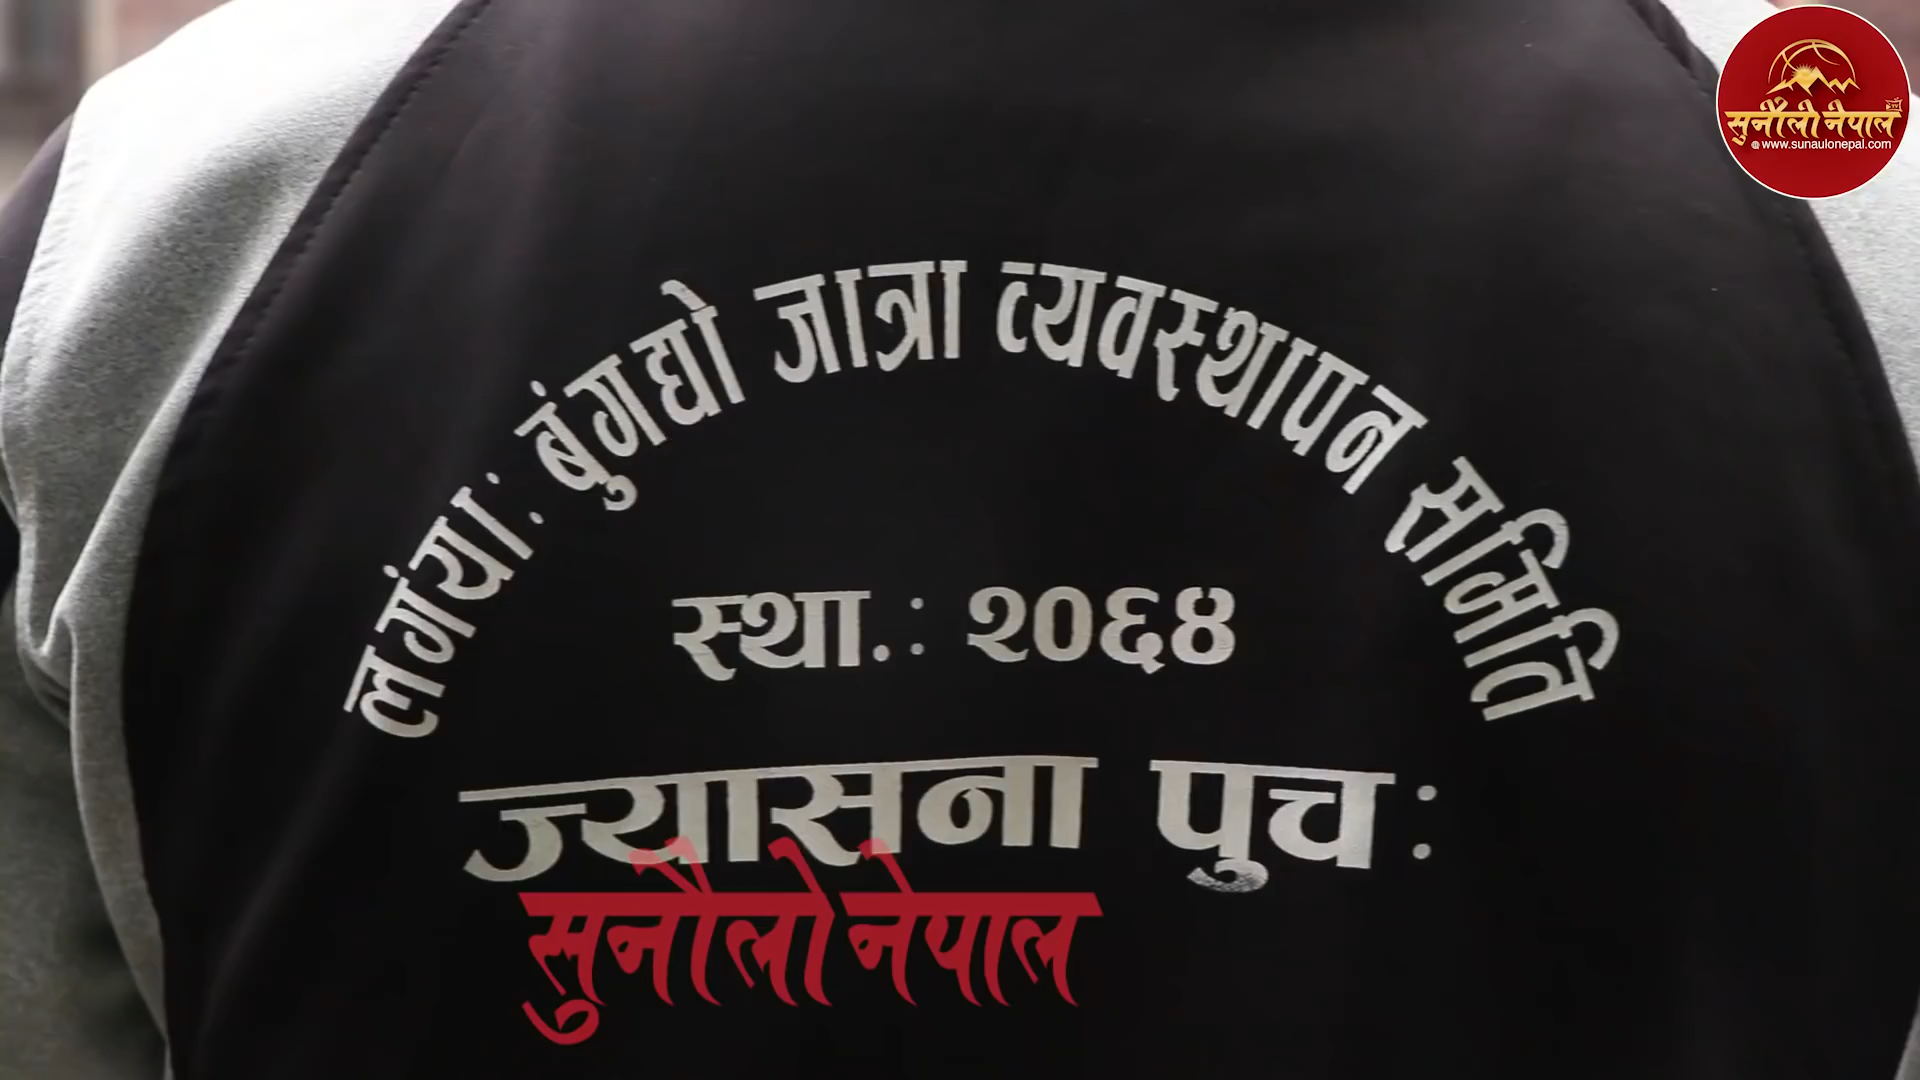 सुनौलो नेपाल
www.sunaulonepal.com
लगंया: बुंगद्यो जात्रा व्यवस्थापन समिति
स्था.: २०६४
ज्यासना पुच:
सुनौलो नेपाल